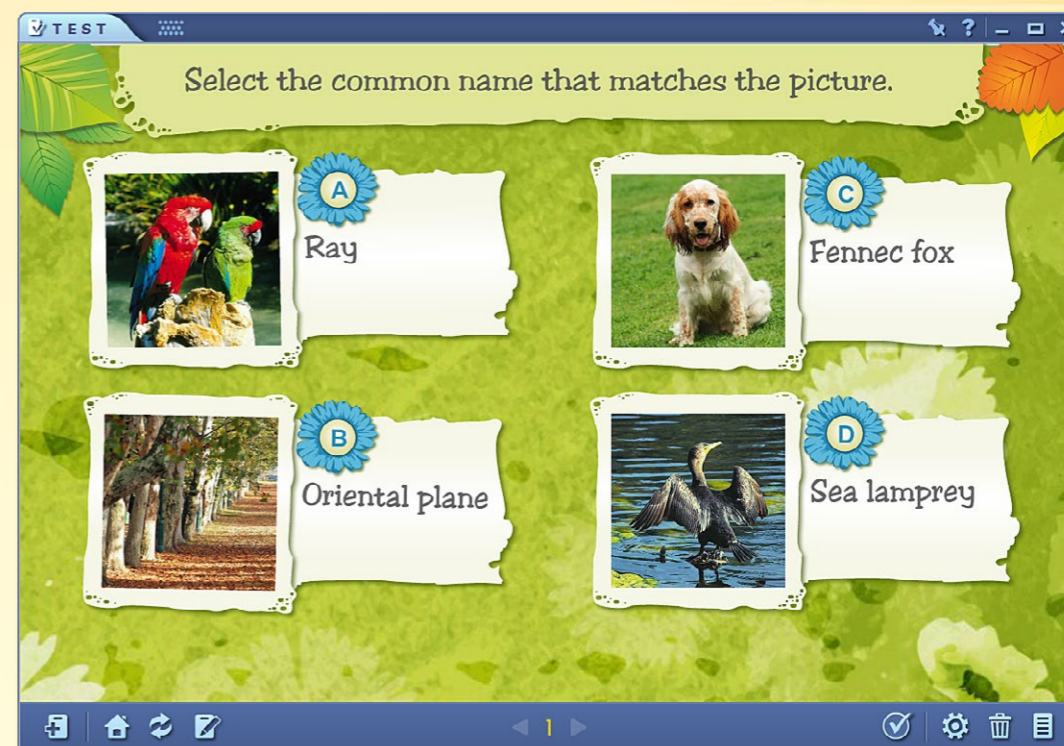 TEST
?
Select the common name that matches the picture.
A
Ray
C
Fennec fox
B
Oriental plane
D
Sea lamprey
1